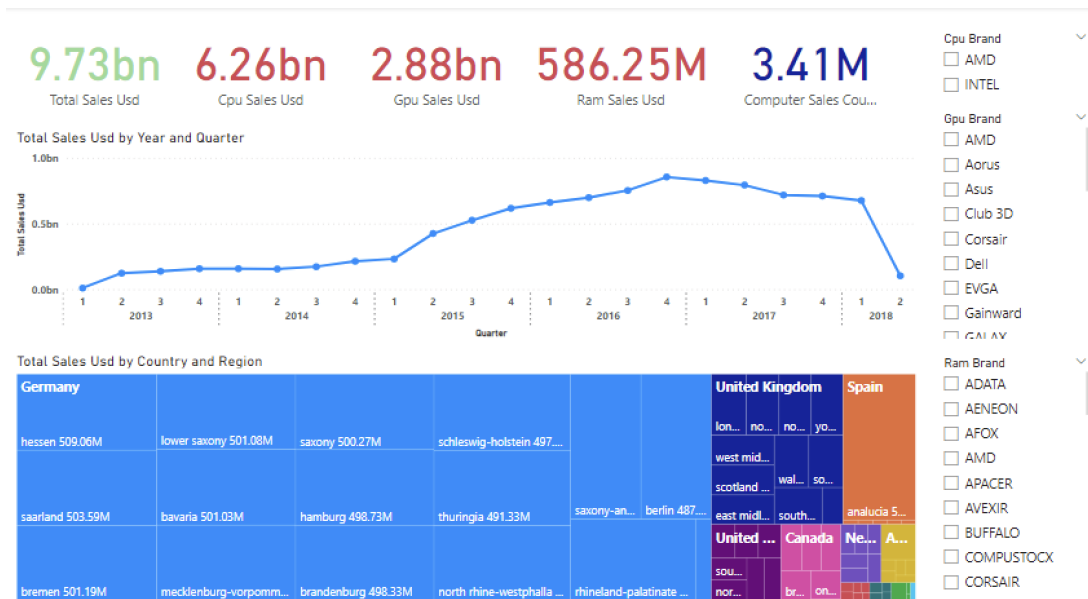 9.73bn
Total Sales Usd
6.26bn
Cpu Sales Usd
2.88bn
Gpu Sales Usd
586.25M
Ram Sales Usd
3.41M
Computer Sales Cou...
Total Sales Usd by Year and Quarter
1.0bn
0.5bn
0.0bn
Total Sales Usd
1 2 3 4 1 2 3 4 1 2 3 4 1 2 3 4 1 2 3 4 1 2
2013 2014 2015 2016 2017 2018
Quarter
Total Sales Usd by Country and Region
Germany
hessen 509.06M
lower saxony 501.08M
saxony 500.27M
schleswig-holstein 497....
saarland 503.59M
bavaria 501.03M
hamburg 498.73M
thuringia 491.33M
saxony-an...
berlin 487....
bremen 501.19M
mecklenburg-vorpomm...
brandenburg 498.33M
north rhine-westphalia ...
rhineland-palatinate ...
United Kingdom
lon...
no...
no...
yo...
west mid...
scotland ...
wal...
so...
east midl...
south...
Spain
analucia 5...
United ...
sou...
nor...
Canada
br...
on...
Ne...
A...
Cpu Brand
AMD
INTEL
Gpu Brand
AMD
Aorus
Asus
Club 3D
Corsair
Dell
EVGA
Gainward
GALAX
Ram Brand
ADATA
AENEON
AFOX
AMD
APACER
AVEXIR
BUFFALO
COMPUSTOCX
CORSAIR